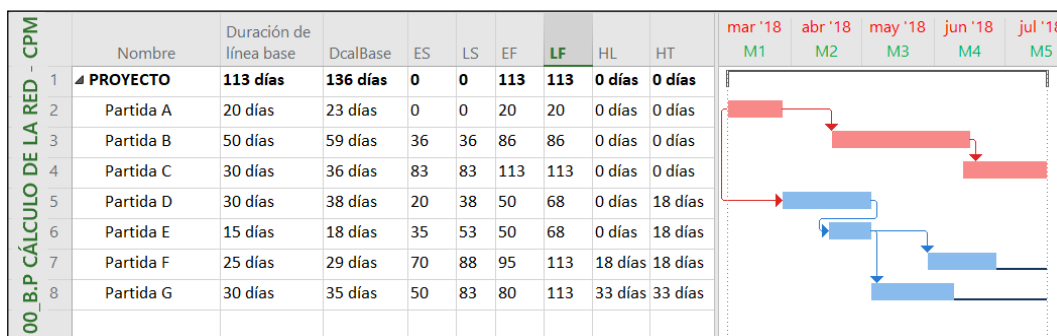 00_B.P CÁLCULO DE LA RED - CPM
Nombre Duración de línea base DcalBase ES LS EF LF HL HT
mar '18 abr '18 may '18 jun '18 jul '18
M1 M2 M3 M4 M5
1 PROYECTO 113 días 136 días 0 0 113 113 0 días 0 días
2 Partida A 20 días 23 días 0 0 20 20 0 días 0 días
3 Partida B 50 días 59 días 36 36 86 86 0 días 0 días
4 Partida C 30 días 36 días 83 83 113 113 0 días 0 días
5 Partida D 30 días 38 días 20 38 50 68 0 días 18 días
6 Partida E 15 días 18 días 35 53 50 68 0 días 18 días
7 Partida F 25 días 29 días 70 88 95 113 18 días 18 días
8 Partida G 30 días 35 días 50 83 80 113 33 días 33 días